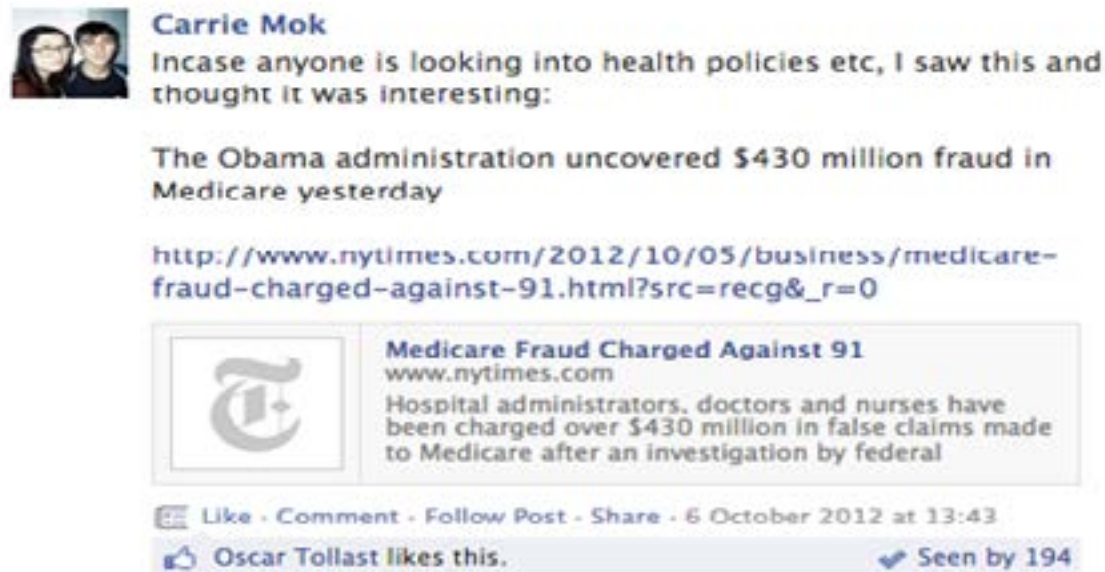 Carrie Mok
Incase anyone is looking into health policies etc, I saw this and
thought it was interesting:
The Obama administration uncovered $430 million fraud in
Medicare yesterday
http://www.nytimes.com/2012/10/05/business/medicare-
fraud-charged-against-91.html?src=recg&_r=0
T
Medicare Fraud Charged Against 91
www.nytimes.com
Hospital administrators, doctors and nurses have
been charged over $430 million in false claims made
to Medicare after an investigation by federal
Like · Comment · Follow Post · Share · 6 October 2012 at 13:43
Oscar Tollast likes this.
Seen by 194